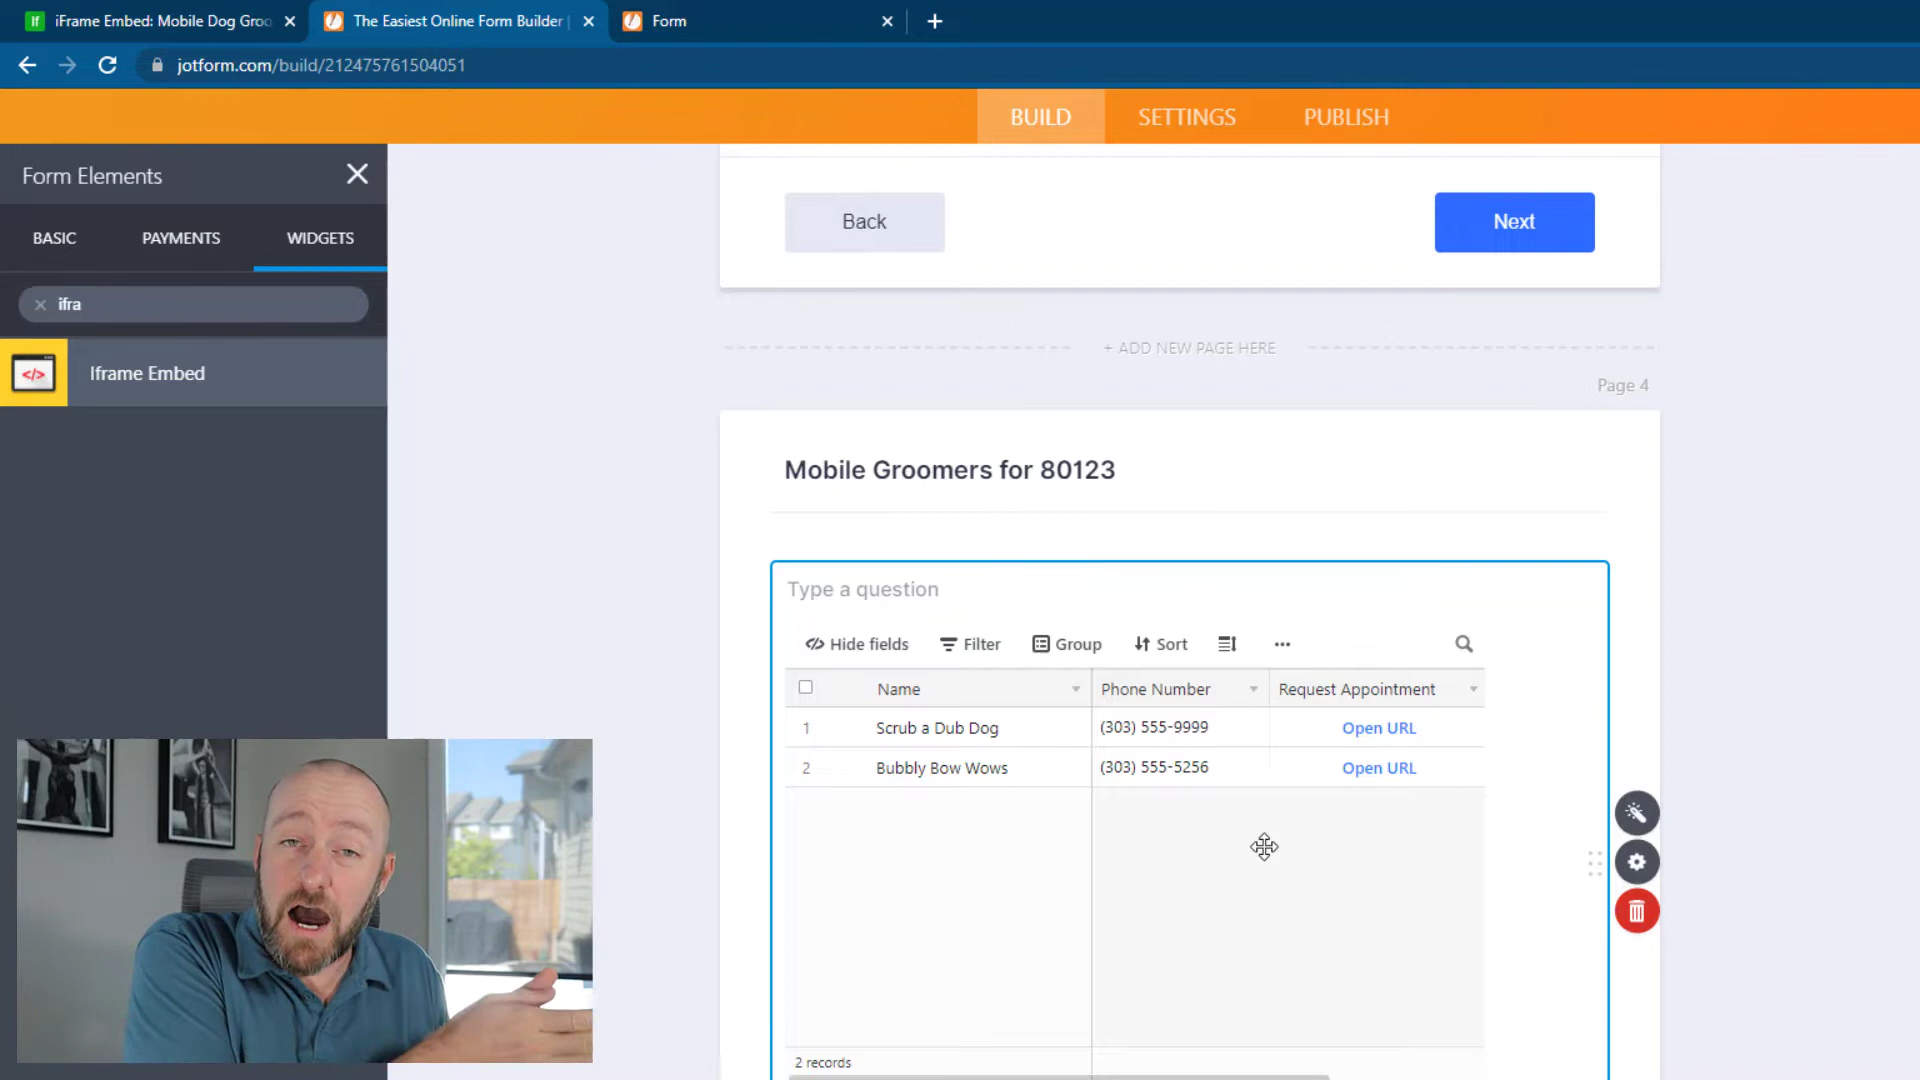 lf iFrame Embed: Mobile Dog Groo
The Easiest Online Form Builder |
Form
jotform.com/build/212475761504051
BUILD
SETTINGS
PUBLISH
Form Elements
BASIC
PAYMENTS
WIDGETS
ifra
</> Iframe Embed
Back
Next
+ ADD NEW PAGE HERE
Page 4
Mobile Groomers for 80123
Type a question
Hide fields
Filter
Group
Sort
Name
Phone Number
Request Appointment
1 Scrub a Dub Dog (303) 555-9999 Open URL
2 Bubbly Bow Wows (303) 555-5256 Open URL
2 records